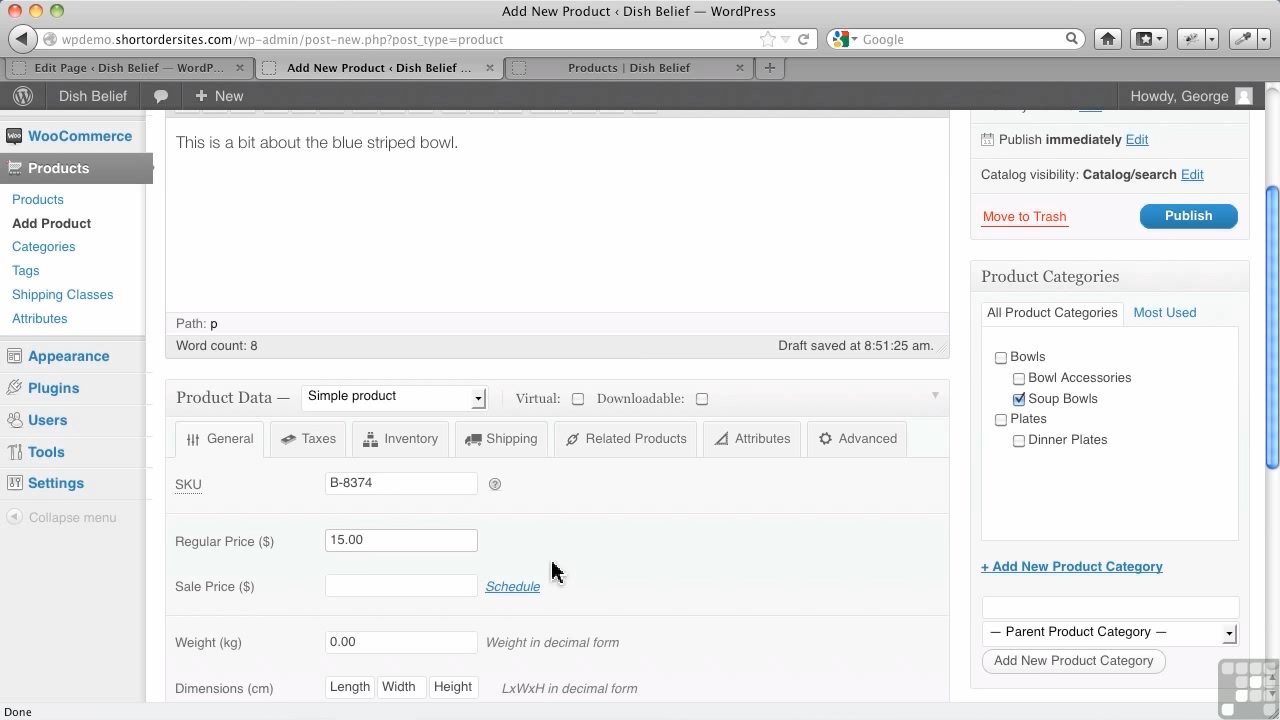 Add New Product ‹ Dish Belief — WordPress
wpdemo.shortordersites.com/wp-admin/post-new.php?post_type=product
Google
Edit Page ‹ Dish Belief — WordP...
Add New Product ‹ Dish Belief ...
Products | Dish Belief
Dish Belief
+ New
Howdy, George
WooCommerce
Products
Products
Add Product
Categories
Tags
Shipping Classes
Attributes
Appearance
Plugins
Users
Tools
Settings
Collapse menu
This is a bit about the blue striped bowl.
Path: p
Word count: 8
Draft saved at 8:51:25 am.
Product Data — Simple product
Virtual:
Downloadable:
General
Taxes
Inventory
Shipping
Related Products
Attributes
Advanced
SKU B-8374
Regular Price ($) 15.00
Sale Price ($) Schedule
Weight (kg) 0.00 Weight in decimal form
Dimensions (cm) Length Width Height LxWxH in decimal form
Publish immediately Edit
Catalog visibility: Catalog/search Edit
Move to Trash
Publish
Product Categories
All Product Categories
Most Used
Bowls
Bowl Accessories
Soup Bowls
Plates
Dinner Plates
+ Add New Product Category
— Parent Product Category —
Add New Product Category
Done